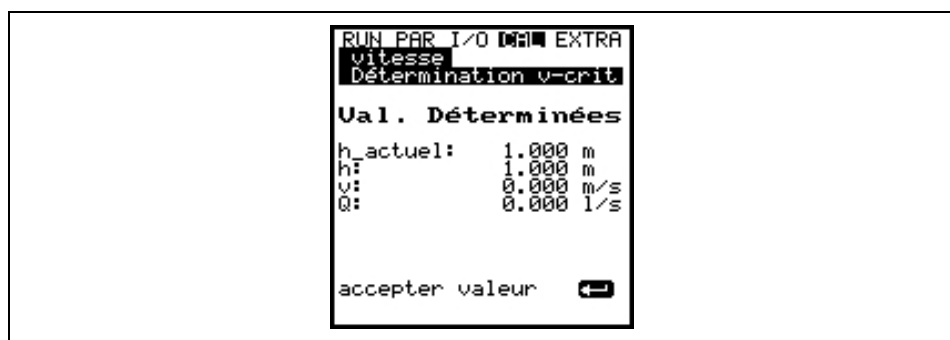 RUN PAR I/O CAL EXTRA
vitesse
Détermination v-crit
Val. Déterminées
h_actuel: 1.000 m
h: 1.000 m
v: 0.000 m/s
Q: 0.000 l/s
accepter valeur